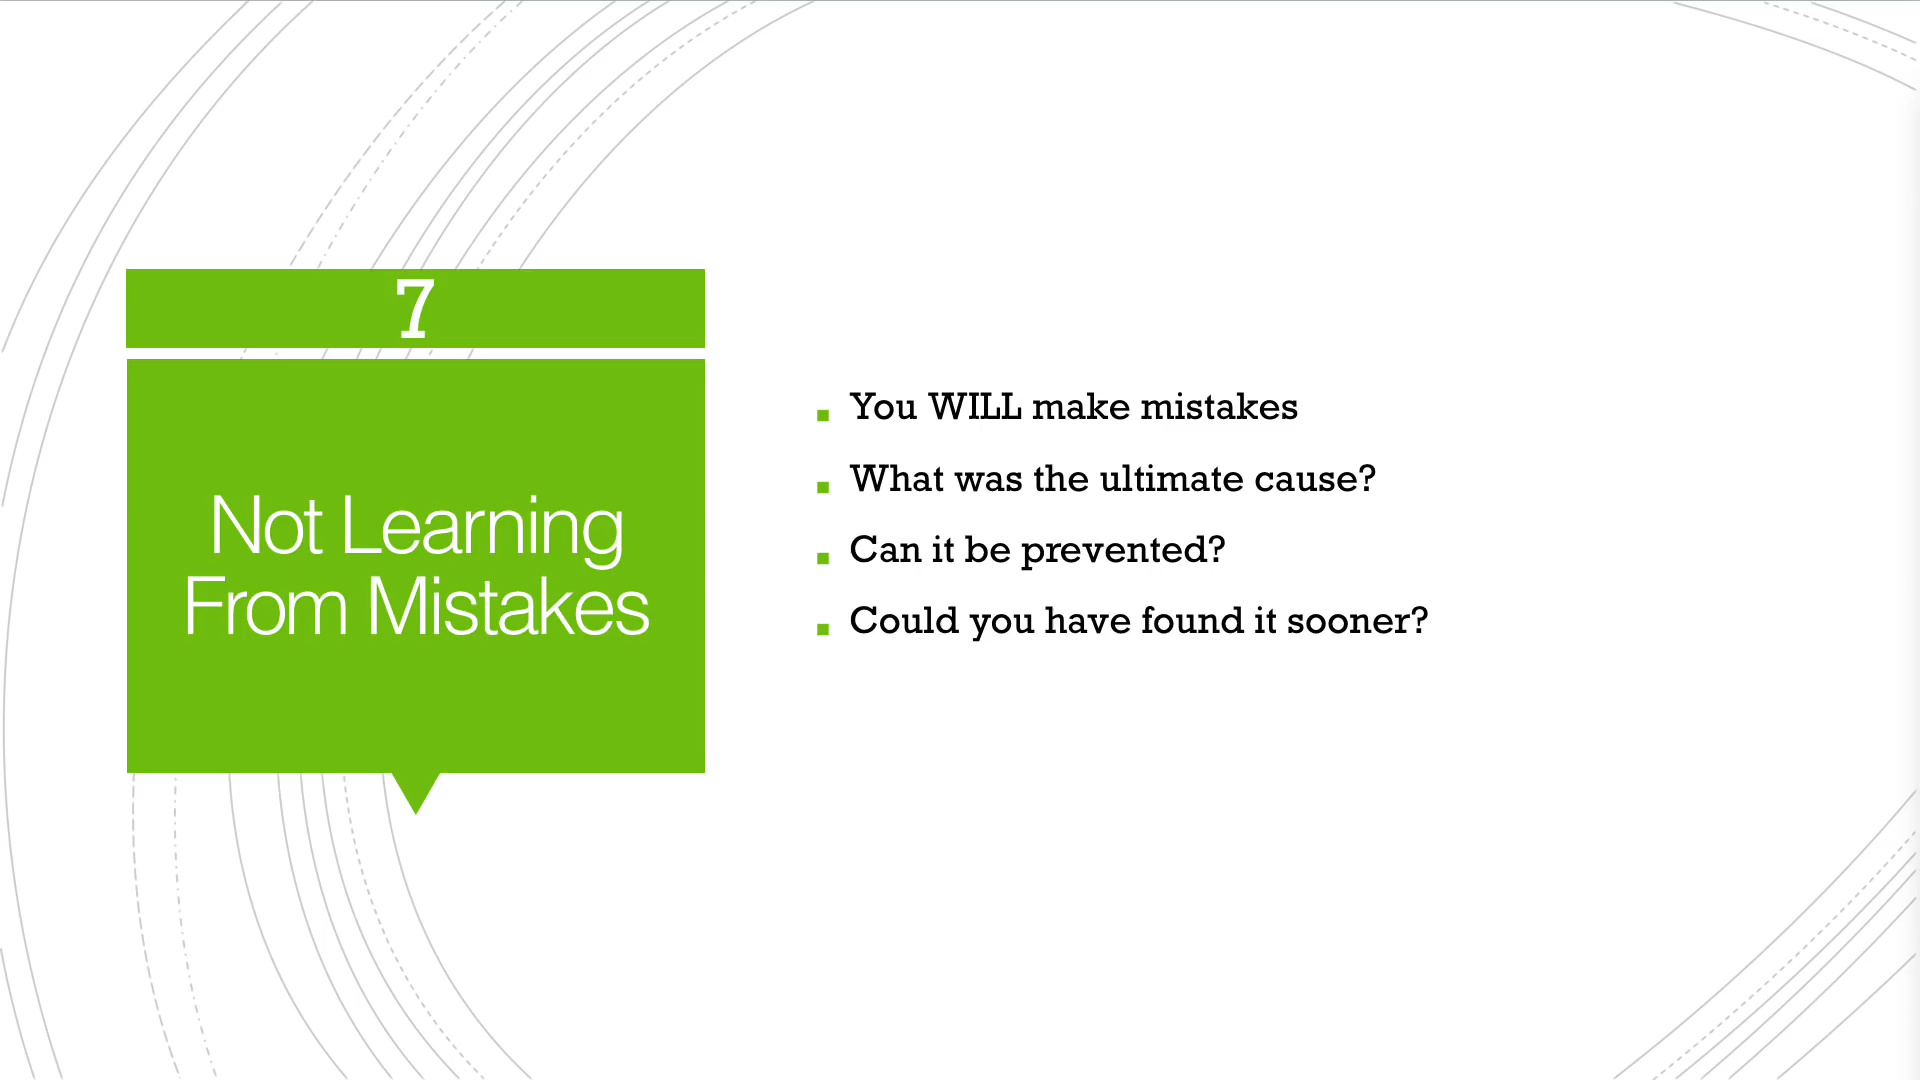 7
Not Learning
From Mistakes
You WILL make mistakes
What was the ultimate cause?
Can it be prevented?
Could you have found it sooner?